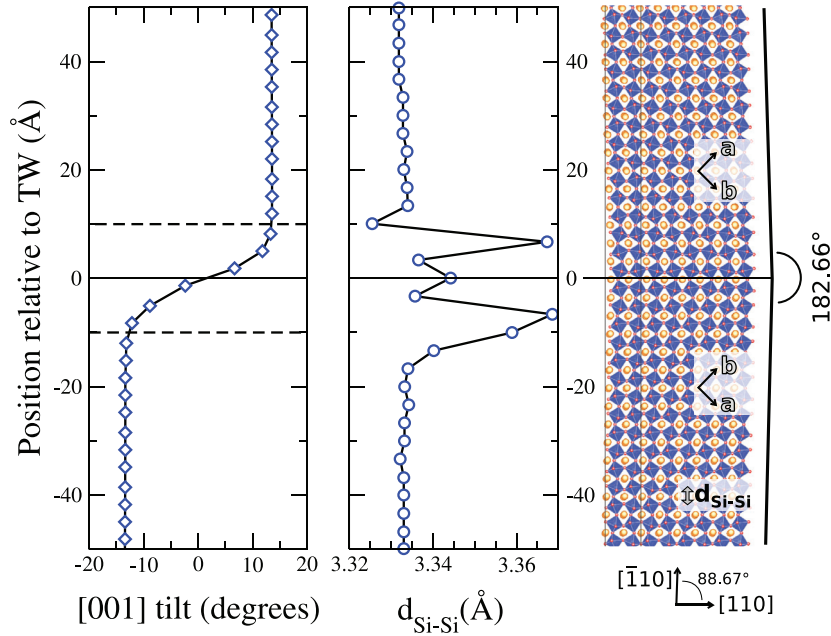 Position relative to TW (Å)
40
20
0
-20
-40
-20 -10 0 10 20
[001] tilt (degrees)
3.32 3.34 3.36
d_Si-Si(Å)
40
20
0
-20
-40
a
b
182.66°
b
a
d_Si-Si
[1̄10]
88.67°
[110]